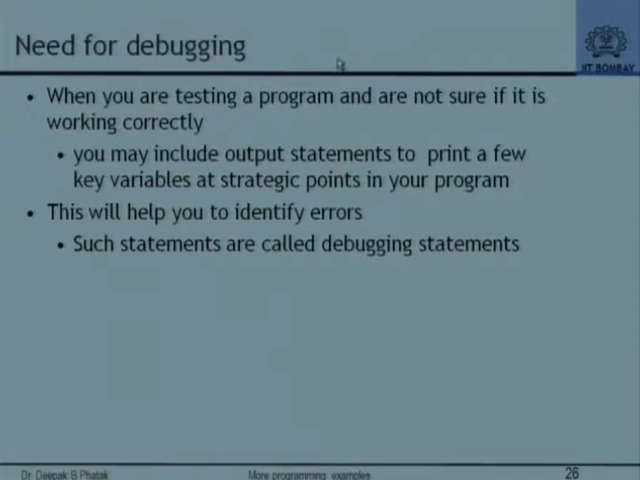 Need for debugging
IIT BOMBAY
• When you are testing a program and are not sure if it is
working correctly
• you may include output statements to print a few
key variables at strategic points in your program
• This will help you to identify errors
• Such statements are called debugging statements
Dr. Deepak B Phatak
More programming examples
26